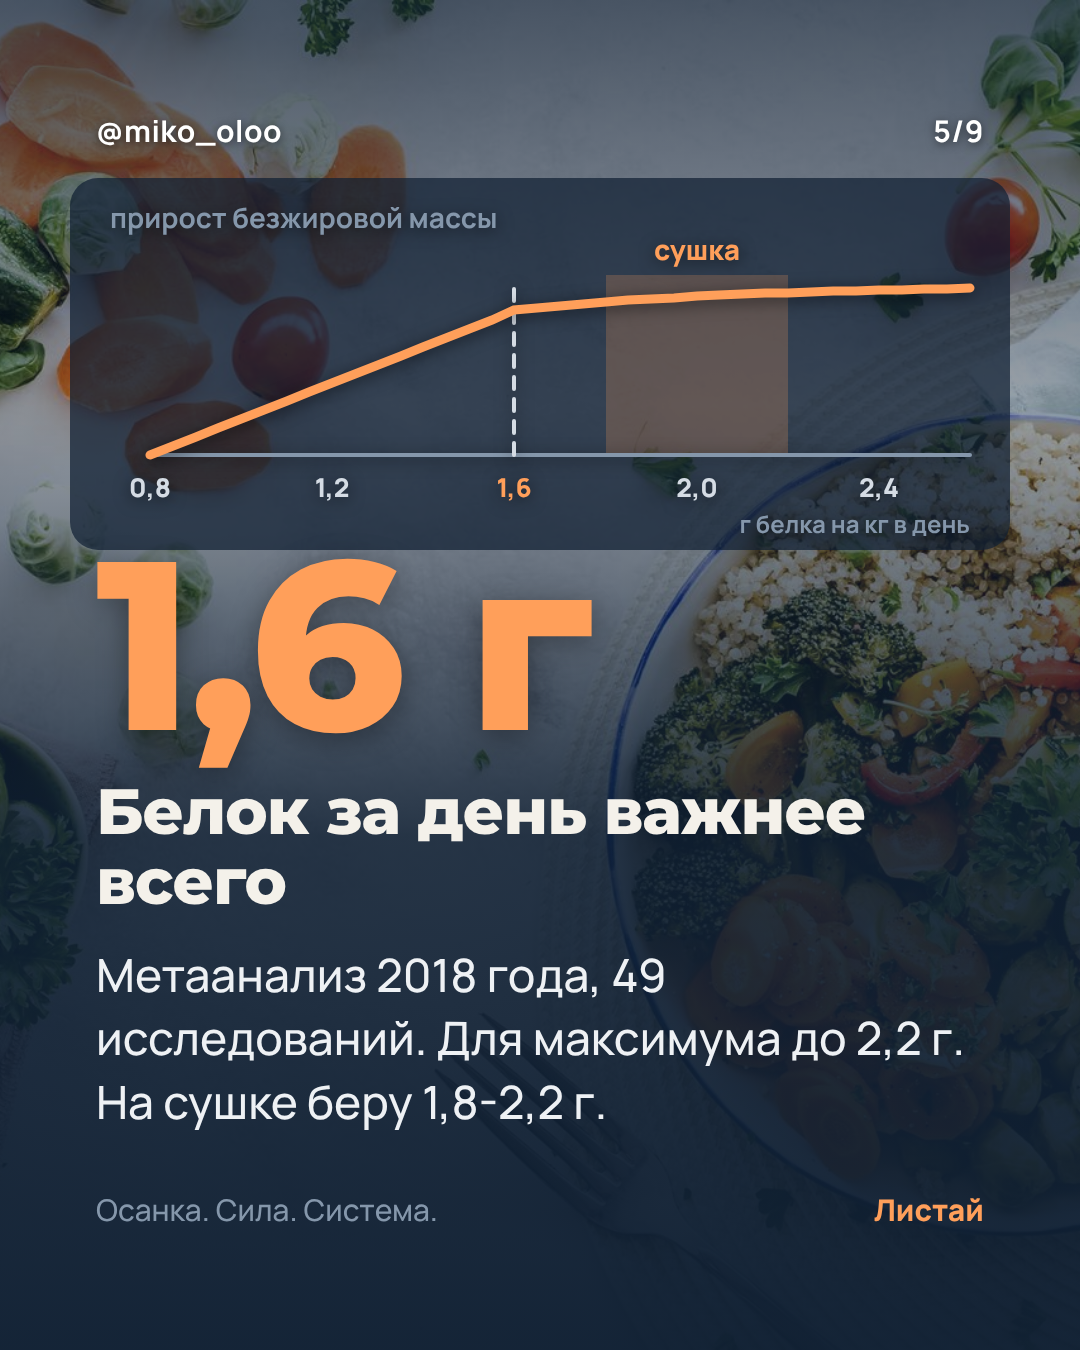 @miko_oloo
5/9
прирост безжировой массы
сушка
0,8
1,2
1,6
2,0
2,4
г белка на кг в день
1,6 г
Белок за день важнее
всего
Метаанализ 2018 года, 49
исследований. Для максимума до 2,2 г.
На сушке беру 1,8-2,2 г.
Осанка. Сила. Система.
Листай